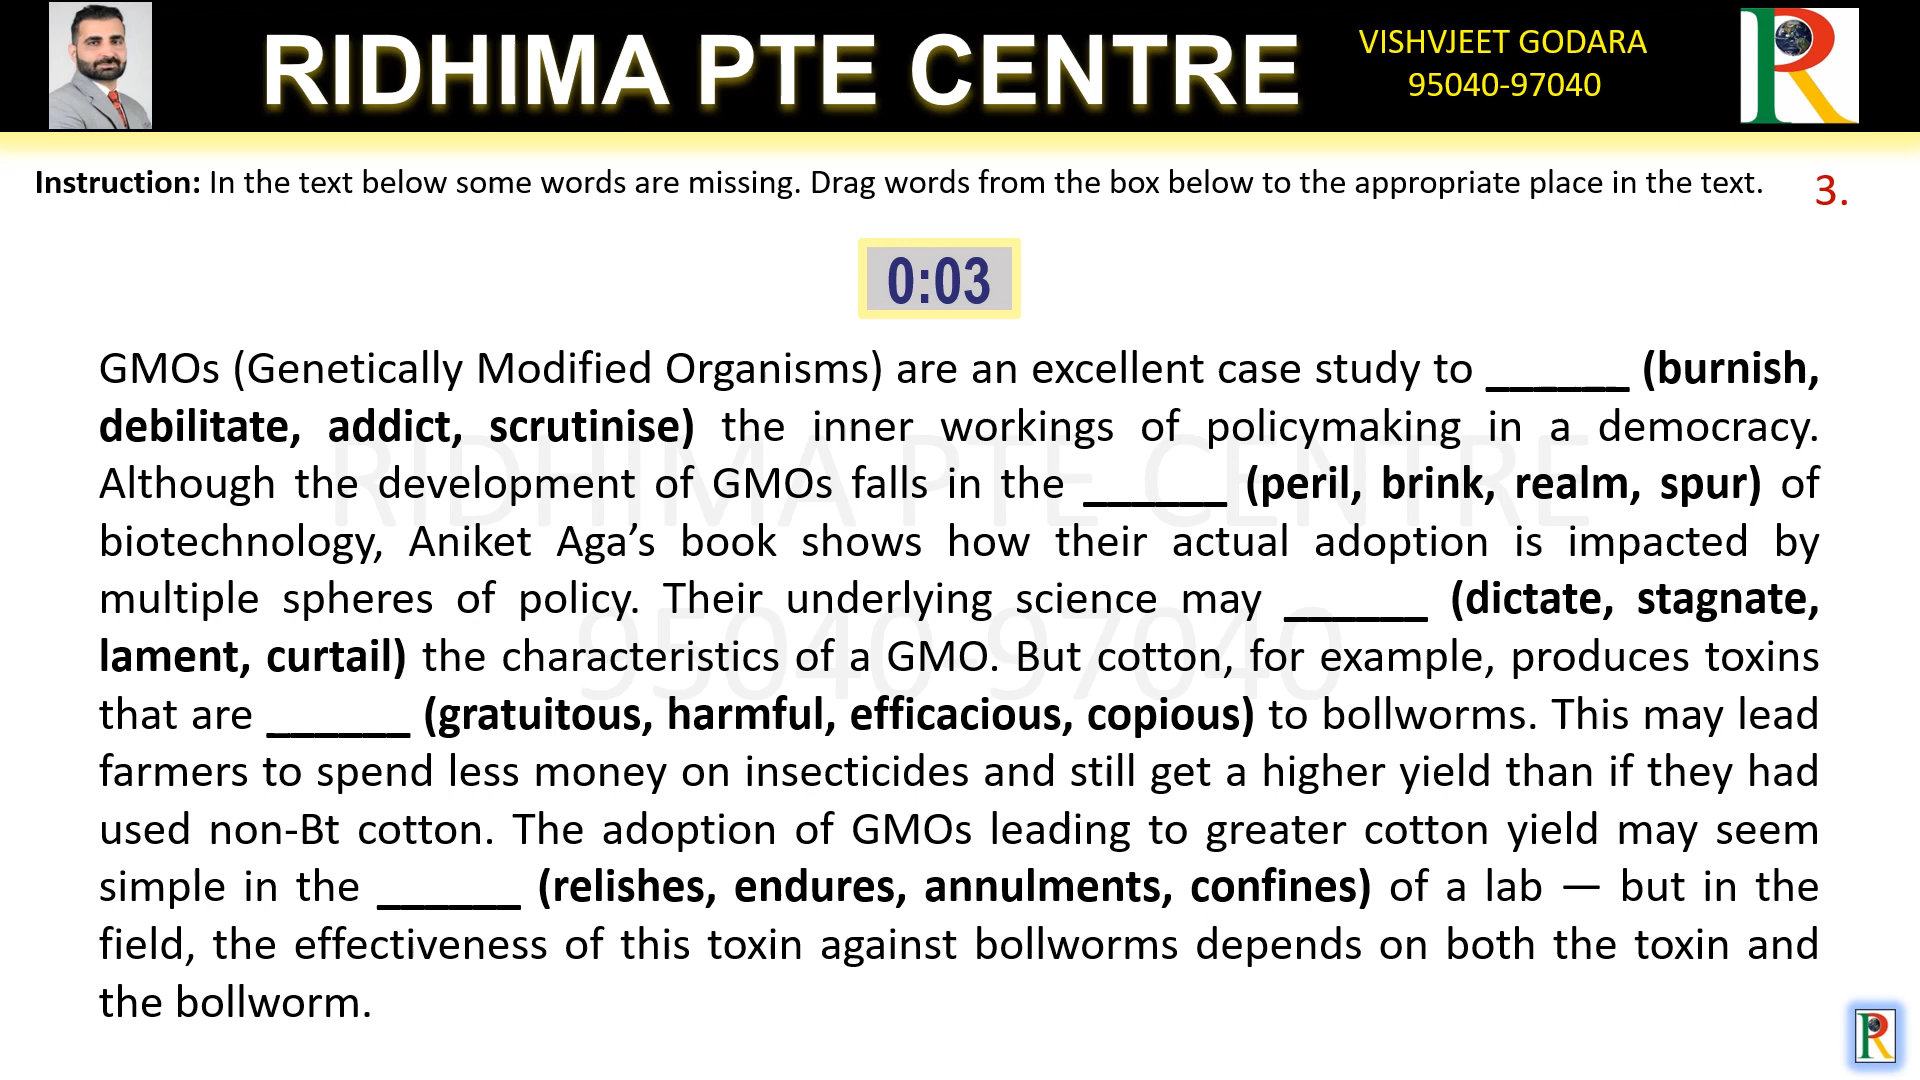 RIDHIMA PTE CENTRE
VISHVJEET GODARA
95040-97040
Instruction: In the text below some words are missing. Drag words from the box below to the appropriate place in the text.
3.
0:03
GMOs (Genetically Modified Organisms) are an excellent case study to ______ (burnish,
debilitate, addict, scrutinise) the inner workings of policymaking in a democracy.
Although the development of GMOs falls in the ______ (peril, brink, realm, spur) of
biotechnology, Aniket Aga’s book shows how their actual adoption is impacted by
multiple spheres of policy. Their underlying science may ______ (dictate, stagnate,
lament, curtail) the characteristics of a GMO. But cotton, for example, produces toxins
that are ______ (gratuitous, harmful, efficacious, copious) to bollworms. This may lead
farmers to spend less money on insecticides and still get a higher yield than if they had
used non-Bt cotton. The adoption of GMOs leading to greater cotton yield may seem
simple in the ______ (relishes, endures, annulments, confines) of a lab — but in the
field, the effectiveness of this toxin against bollworms depends on both the toxin and
the bollworm.
RIDHIMA PTE CENTRE
95040-97040